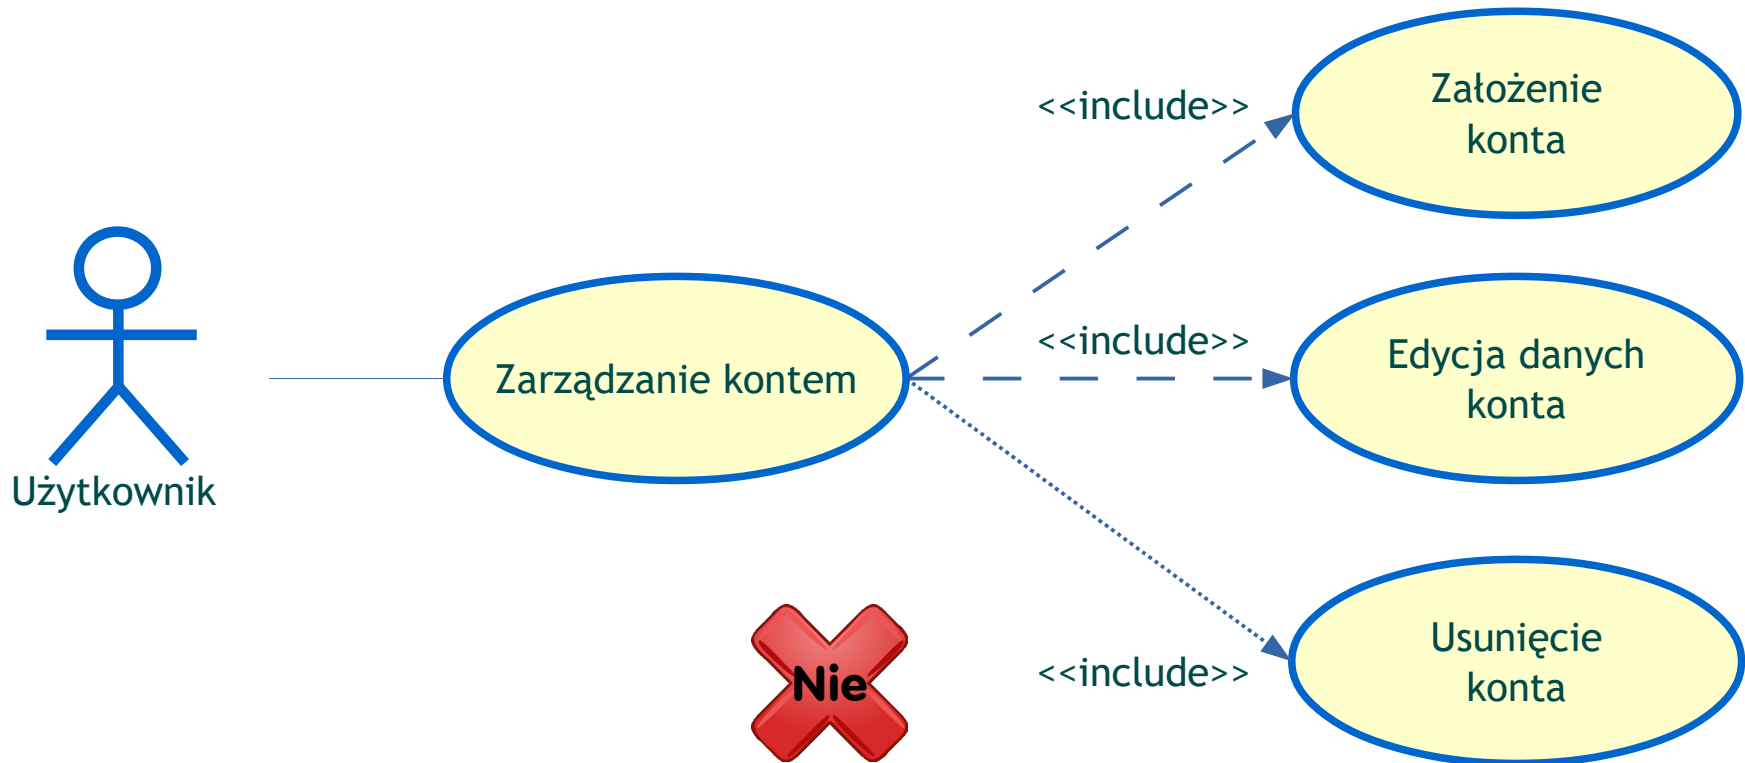 Założenie
konta
<<include>>
<<include>>
Edycja danych
konta
Zarządzanie kontem
Użytkownik
Usunięcie
konta
<<include>>
Nie